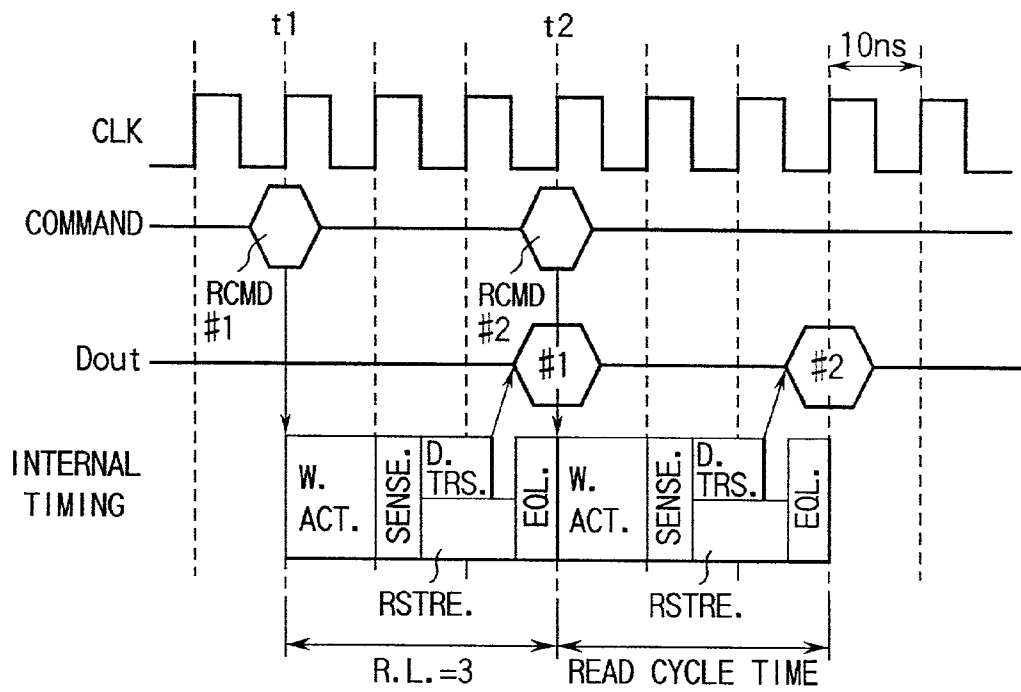 t1
t2
10ns
CLK
COMMAND
RCMD
#1
RCMD
#2
Dout
#1
#2
INTERNAL
TIMING
W.
ACT.
SENSE.
D.
TRS.
EQL.
W.
ACT.
SENSE.
D.
TRS.
EQL.
RSTRE.
RSTRE.
R.L.=3
READ CYCLE TIME